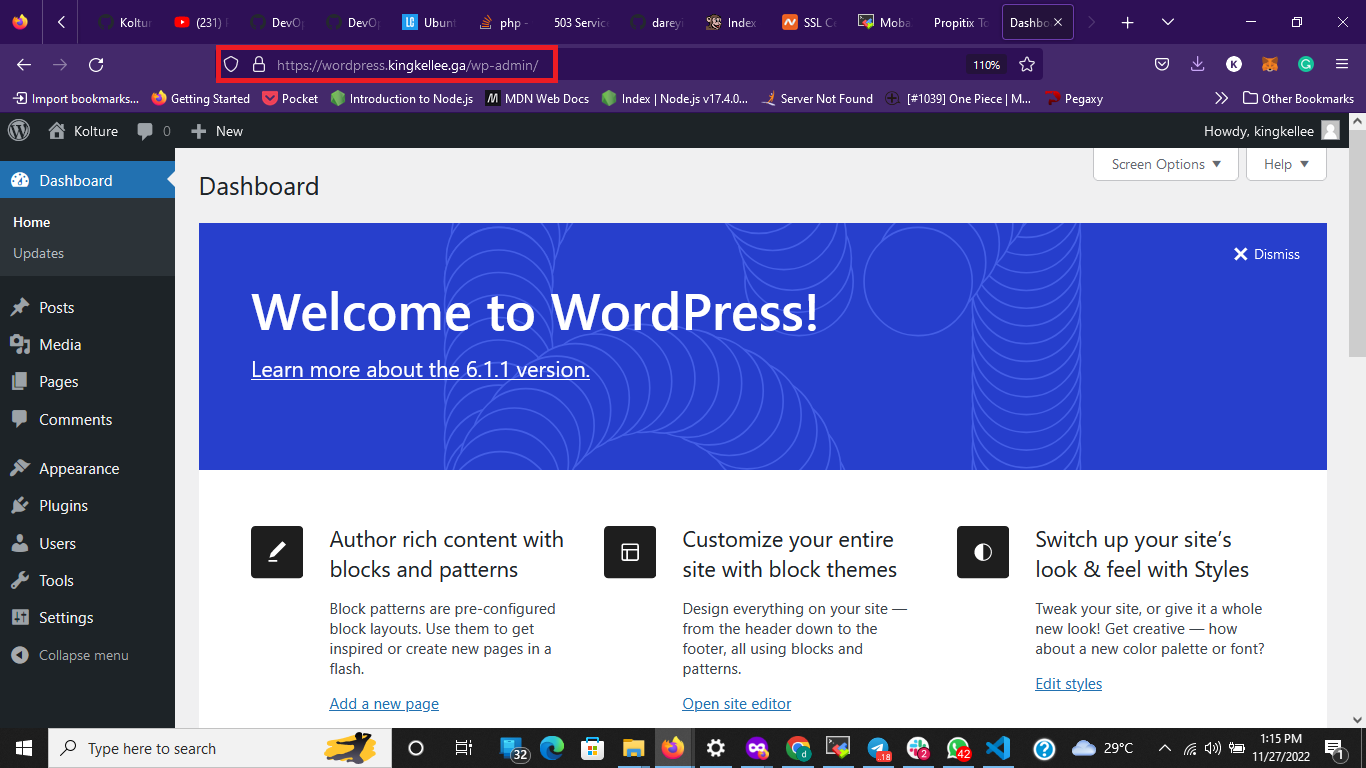 Koltur
(231)
DevO
DevO
LC
Ubunt
php -
503 Service
dareyi
Index
SSL C
Moba
Propitix To
Dashbo
https://wordpress.kingkellee.ga/wp-admin/
110%
K
Import bookmarks...
Getting Started
Pocket
Introduction to Node.js
M
MDN Web Docs
Index | Node.js v17.4.0...
Server Not Found
[#1039] One Piece | M...
Pegaxy
Other Bookmarks
Kolture
0
New
Howdy, kingkellee
Screen Options
Help
Dashboard
Home
Updates
Posts
Media
Pages
Comments
Appearance
Plugins
Users
Tools
Settings
Collapse menu
Dashboard
Dismiss
Welcome to WordPress!
Learn more about the 6.1.1 version.
Author rich content with
blocks and patterns
Block patterns are pre-configured
block layouts. Use them to get
inspired or create new pages in a
flash.
Add a new page
Customize your entire
site with block themes
Design everything on your site —
from the header down to the
footer, all using blocks and
patterns.
Open site editor
Switch up your site’s
look & feel with Styles
Tweak your site, or give it a whole
new look! Get creative — how
about a new color palette or font?
Edit styles
Type here to search
32
d
..18
2
42
29°C
1:15 PM
11/27/2022
1